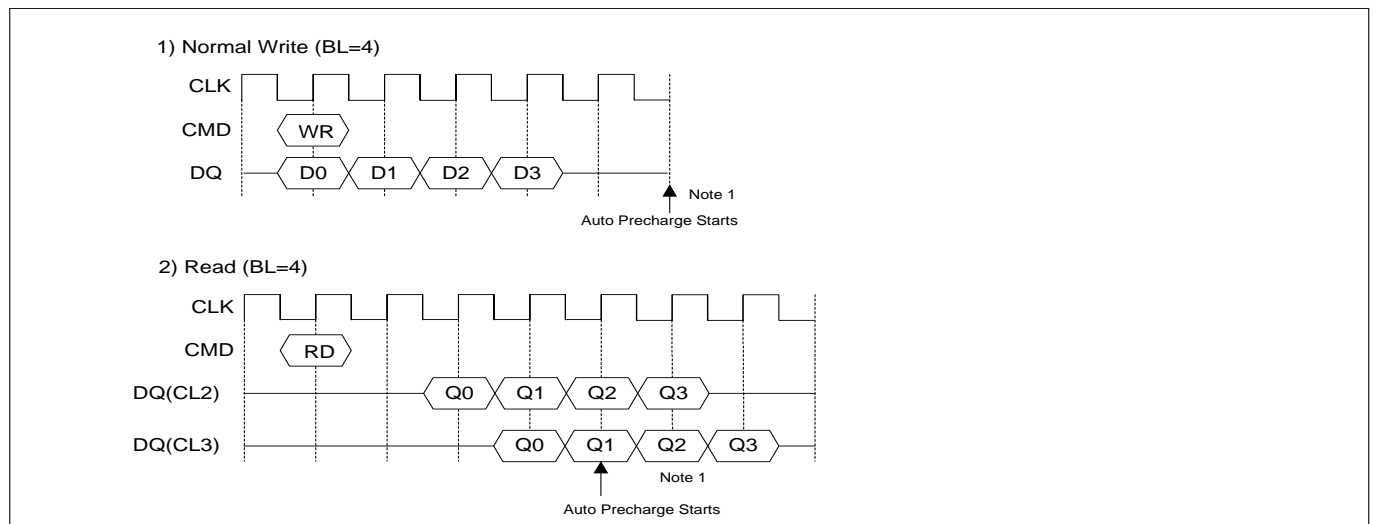 1) Normal Write (BL=4)
CLK
CMD WR
DQ D0 D1 D2 D3
Note 1
Auto Precharge Starts
2) Read (BL=4)
CLK
CMD RD
DQ(CL2) Q0 Q1 Q2 Q3
DQ(CL3) Q0 Q1 Q2 Q3
Note 1
Auto Precharge Starts